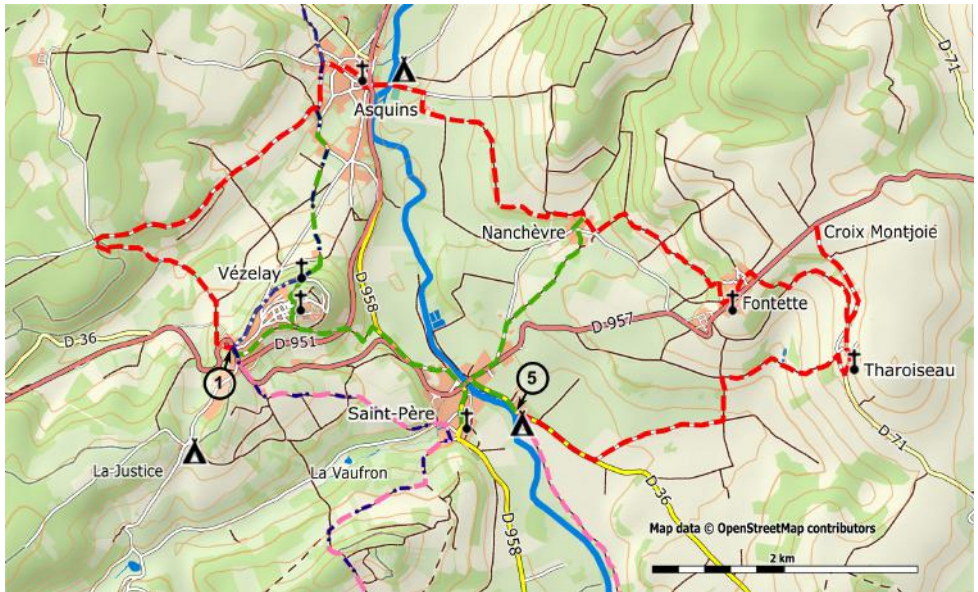 D-71
Asquins
Nanchèvre
Croix Montjoie
Vézelay
D-958
D-957
Fontette
D-36
D-951
1
5
Tharoiseau
Saint-Père
D-71
La Justice
La Vaufron
D-36
D-958
Map data © OpenStreetMap contributors
2 km